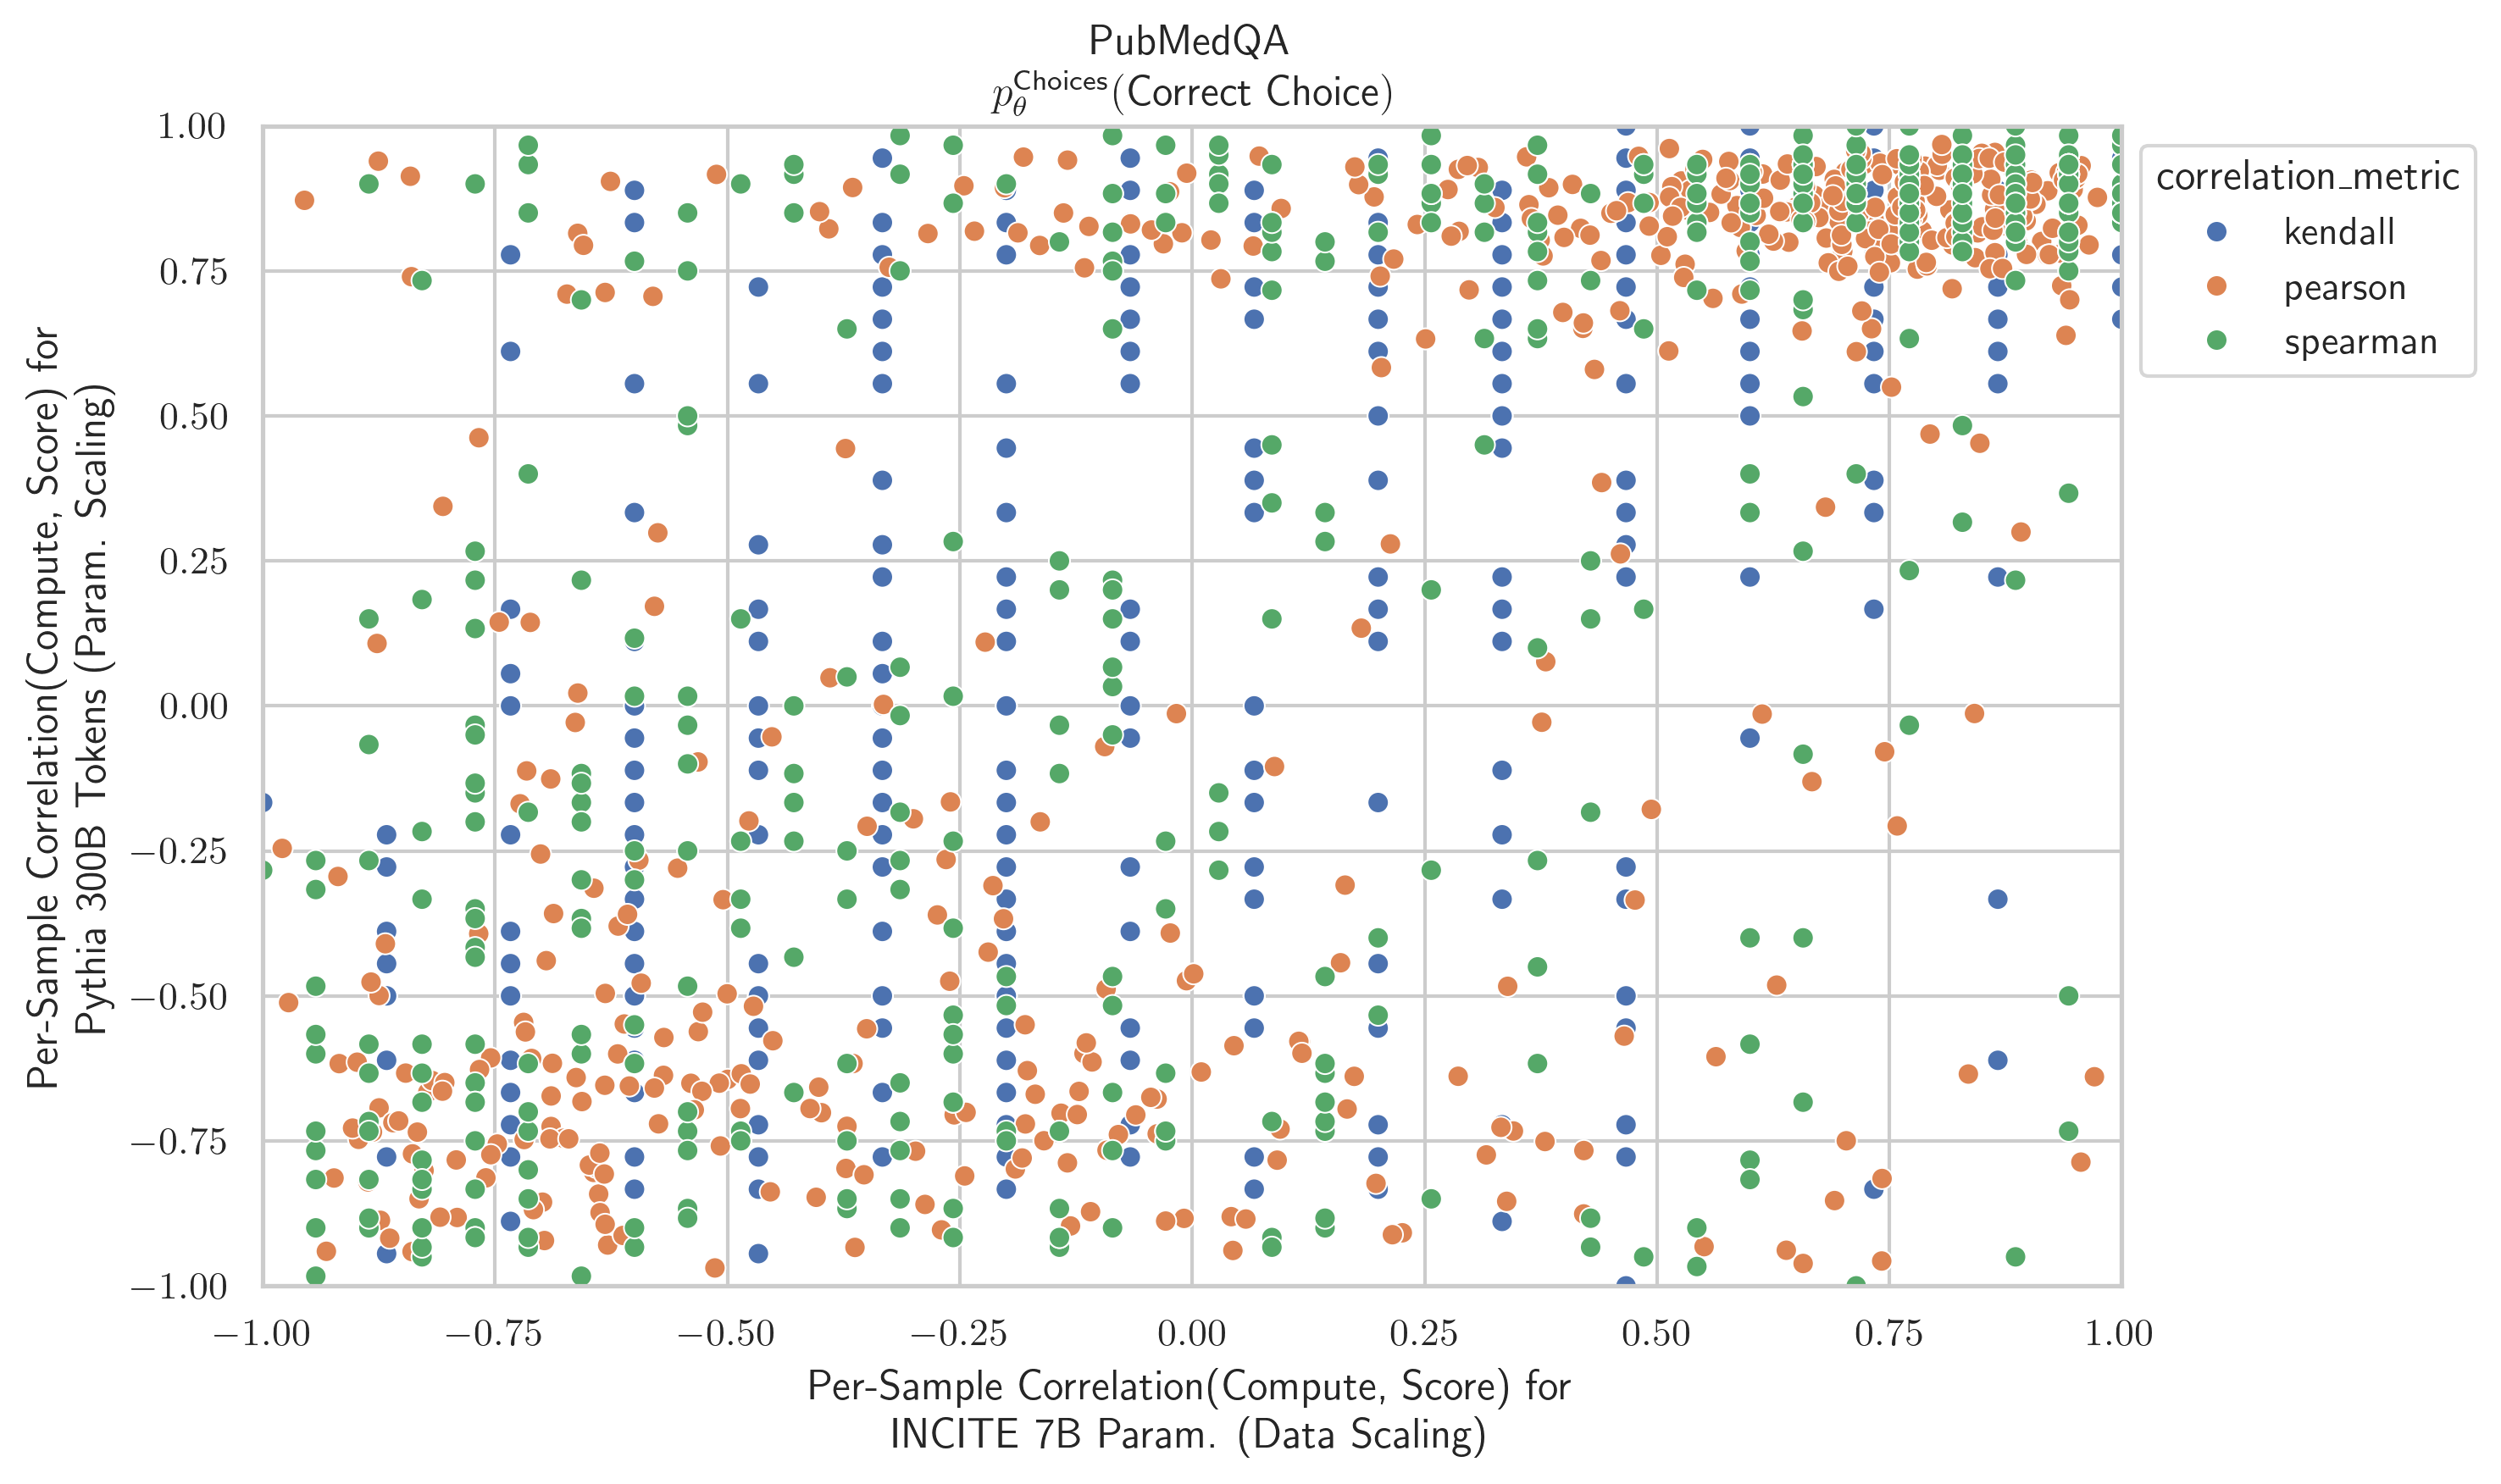 PubMedQA
p_θ^Choices(Correct Choice)
1.00
0.75
0.50
0.25
0.00
−0.25
−0.50
−0.75
−1.00
Per-Sample Correlation(Compute, Score) for
Pythia 300B Tokens (Param. Scaling)
correlation_metric
kendall
pearson
spearman
−1.00 −0.75 −0.50 −0.25 0.00 0.25 0.50 0.75 1.00
Per-Sample Correlation(Compute, Score) for
INCITE 7B Param. (Data Scaling)